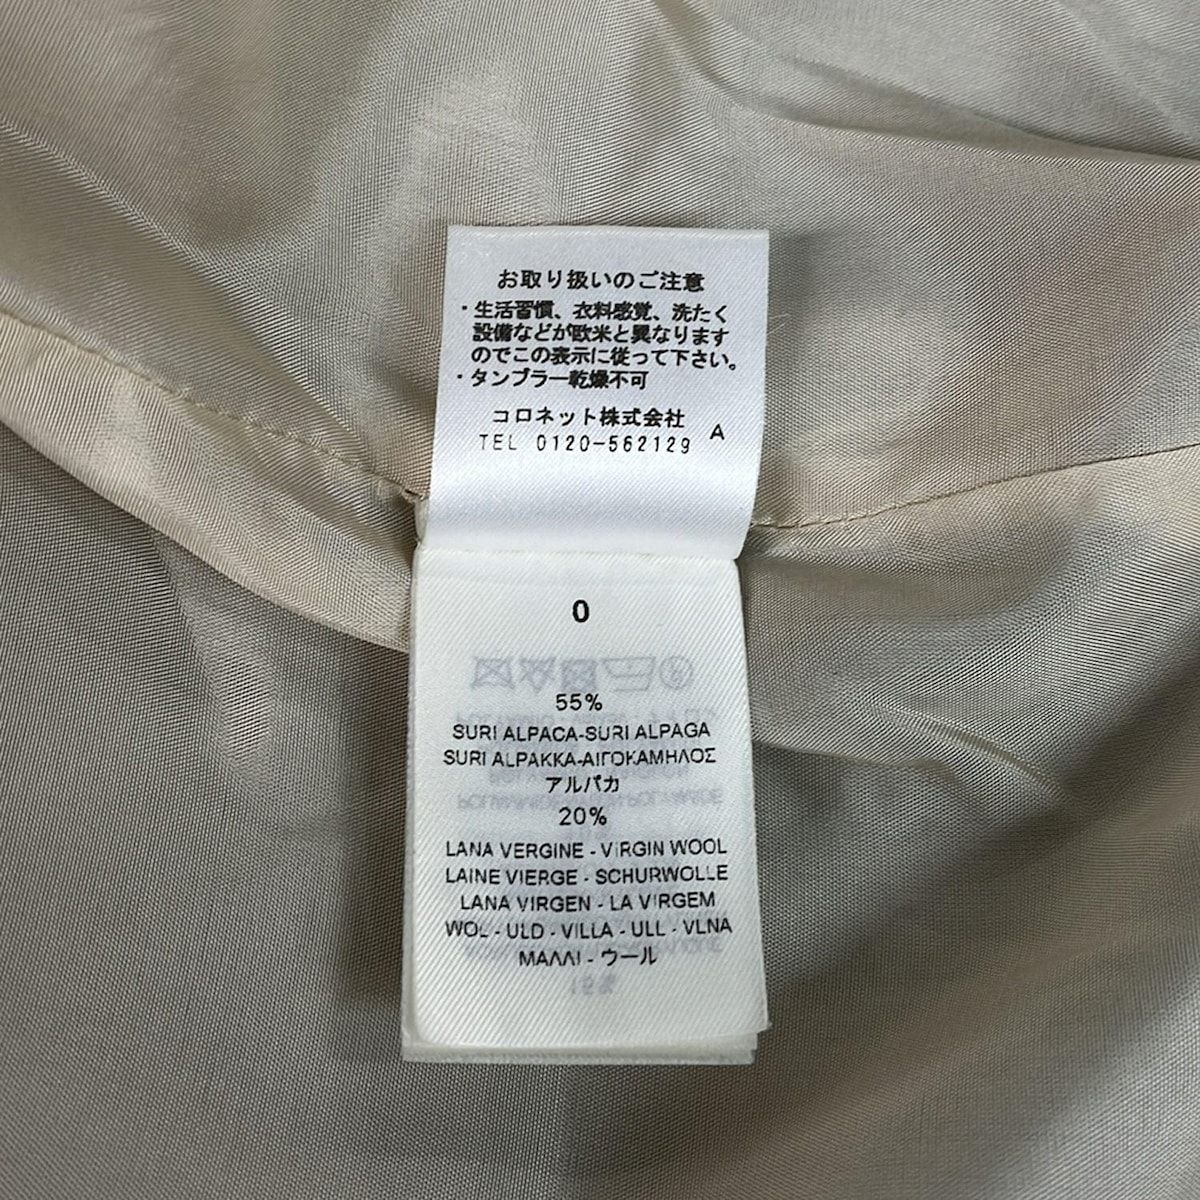 お取り扱いのご注意
・生活習慣、衣料感覚、洗たく
設備などが欧米と異なります
のでこの表示に従って下さい。
・タンブラー乾燥不可
コロネット株式会社
TEL 0120-562129 A
0
55%
SURI ALPACA-SURI ALPAGA
SURI ALPAKKA-ΑΙΓΟΚΑΜΗΛΟΣ
アルパカ
20%
LANA VERGINE - VIRGIN WOOL
LAINE VIERGE - SCHURWOLLE
LANA VIRGEN - LA VIRGEM
WOL - ULD - VILLA - ULL - VLNA
ΜΑΛΛΙ - ウール